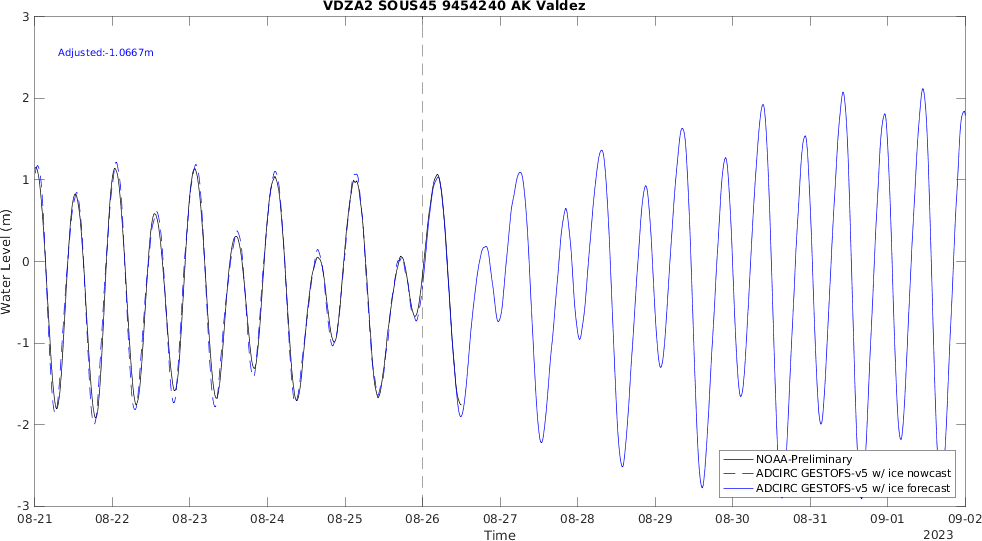 VDZA2 SOUS45 9454240 AK Valdez
Adjusted:-1.0667m
3
2
1
0
-1
-2
-3
Water Level (m)
NOAA-Preliminary
ADCIRC GESTOFS-v5 w/ ice nowcast
ADCIRC GESTOFS-v5 w/ ice forecast
08-21 08-22 08-23 08-24 08-25 08-26 08-27 08-28 08-29 08-30 08-31 09-01 09-02
Time
2023